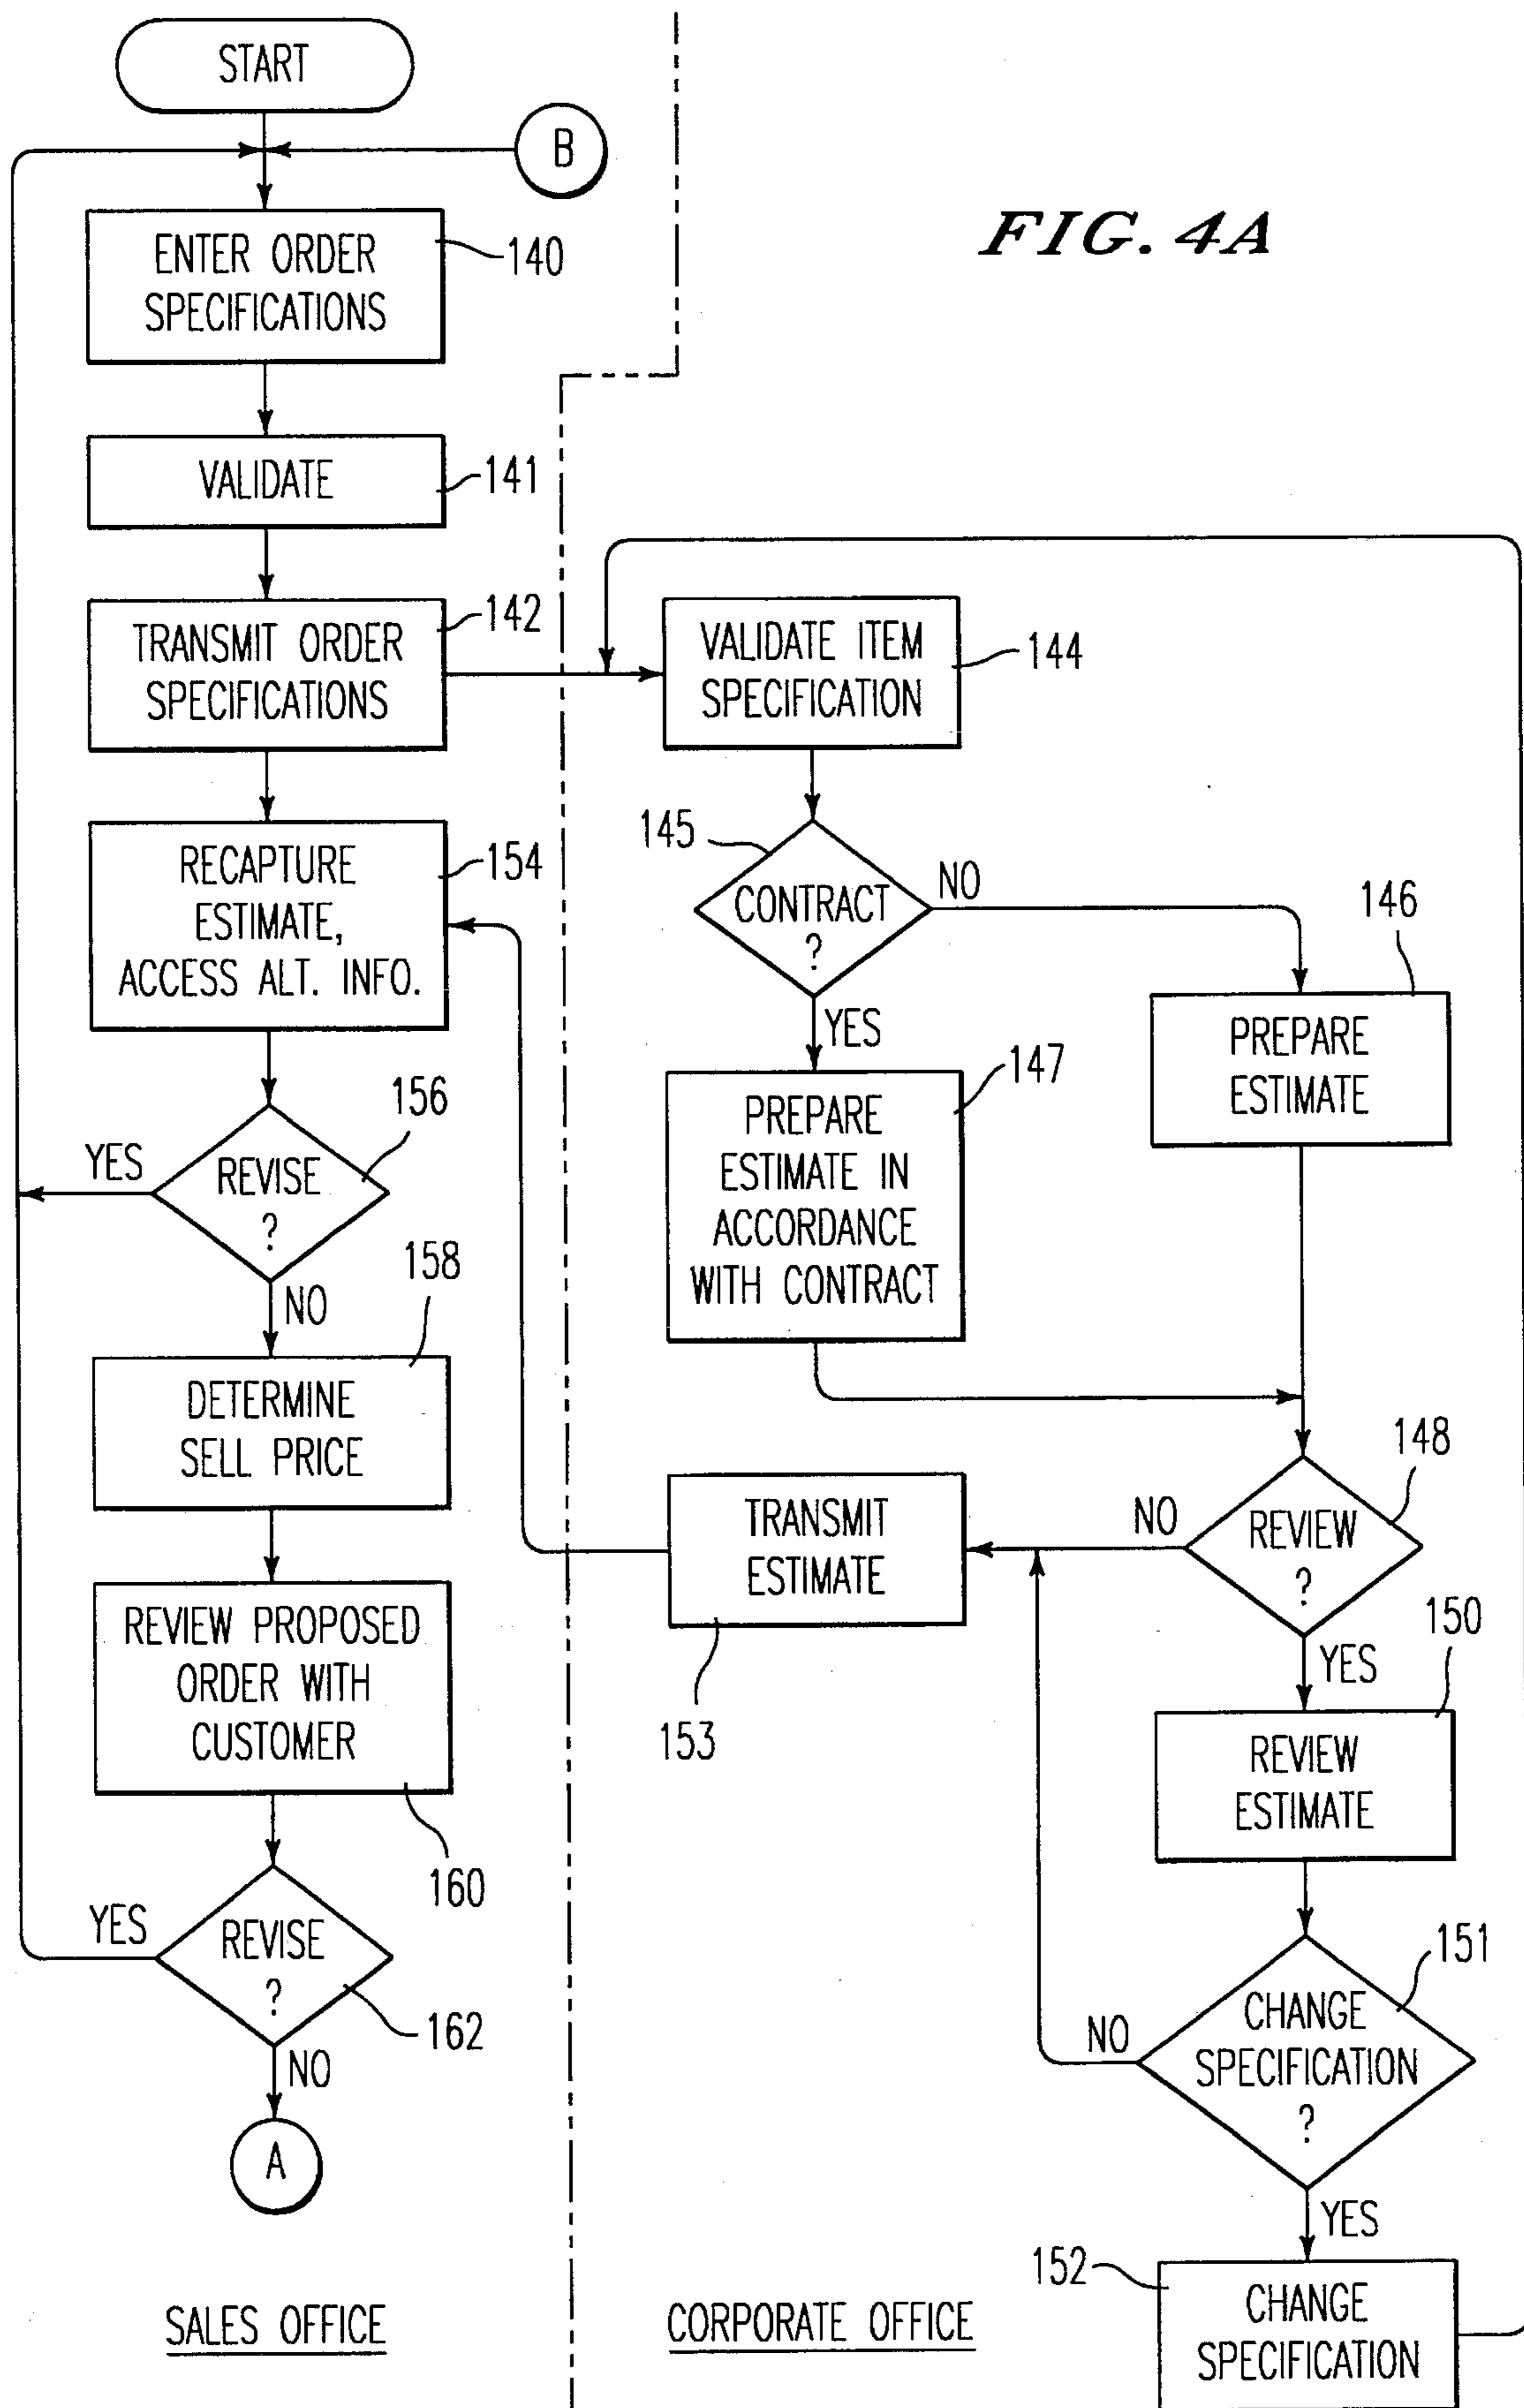 START
B
FIG. 4A
ENTER ORDER
SPECIFICATIONS
140
VALIDATE
141
TRANSMIT ORDER
SPECIFICATIONS
142
RECAPTURE
ESTIMATE,
ACCESS ALT. INFO.
154
REVISE
?
156
YES
NO
DETERMINE
SELL PRICE
158
REVIEW PROPOSED
ORDER WITH
CUSTOMER
160
REVISE
?
162
YES
NO
A
SALES OFFICE
VALIDATE ITEM
SPECIFICATION
144
CONTRACT
?
145
NO
YES
PREPARE
ESTIMATE
146
PREPARE
ESTIMATE IN
ACCORDANCE
WITH CONTRACT
147
REVIEW
?
148
NO
YES
TRANSMIT
ESTIMATE
153
REVIEW
ESTIMATE
150
CHANGE
SPECIFICATION
?
151
NO
YES
CHANGE
SPECIFICATION
152
CORPORATE OFFICE